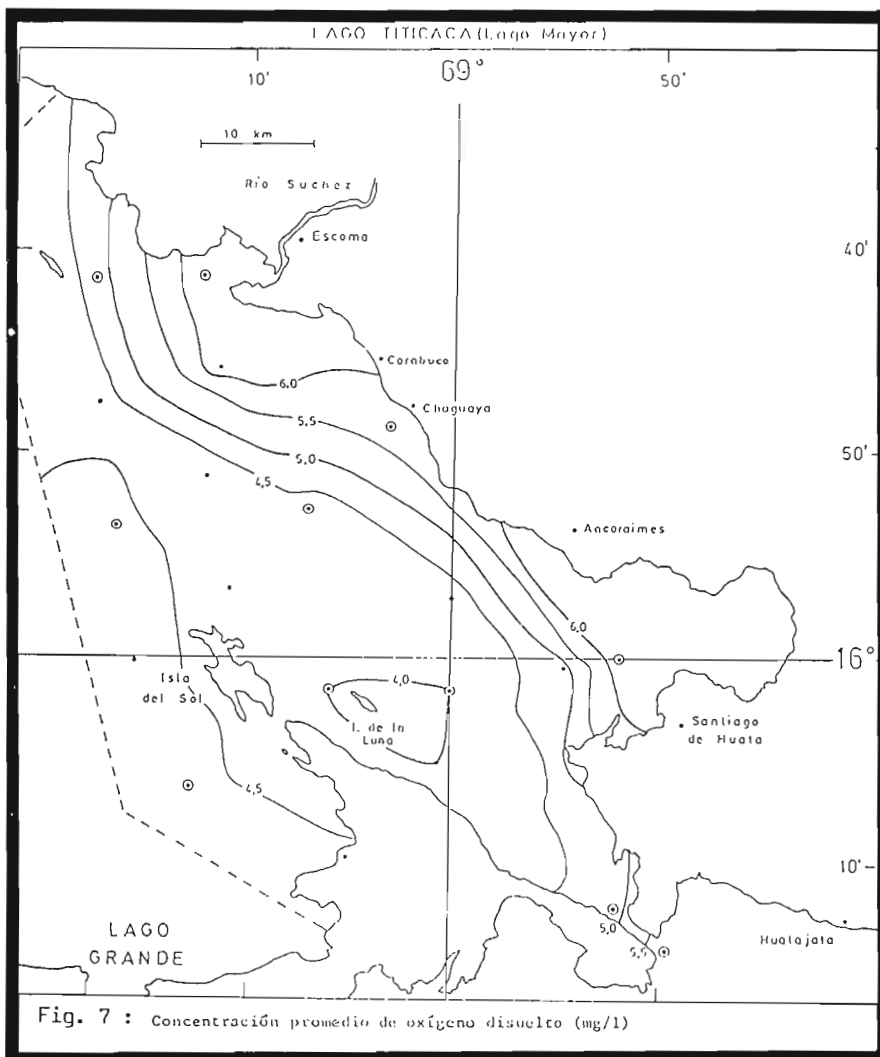 LAGO TITICACA (Lago Mayor)
10'
69°
50'
10 km
Río Suchez
Escoma
40'
Carabuco
6,0
Chaguaya
5,5
5,0
50'
4,5
Ancoraimes
6,0
16°
Isla
del Sol
4,0
I. de la
Luna
Santiago
de Huata
4,5
10'
LAGO
GRANDE
5,0
5,5
Huatajata
Fig. 7 : Concentración promedio de oxígeno disuelto (mg/l)